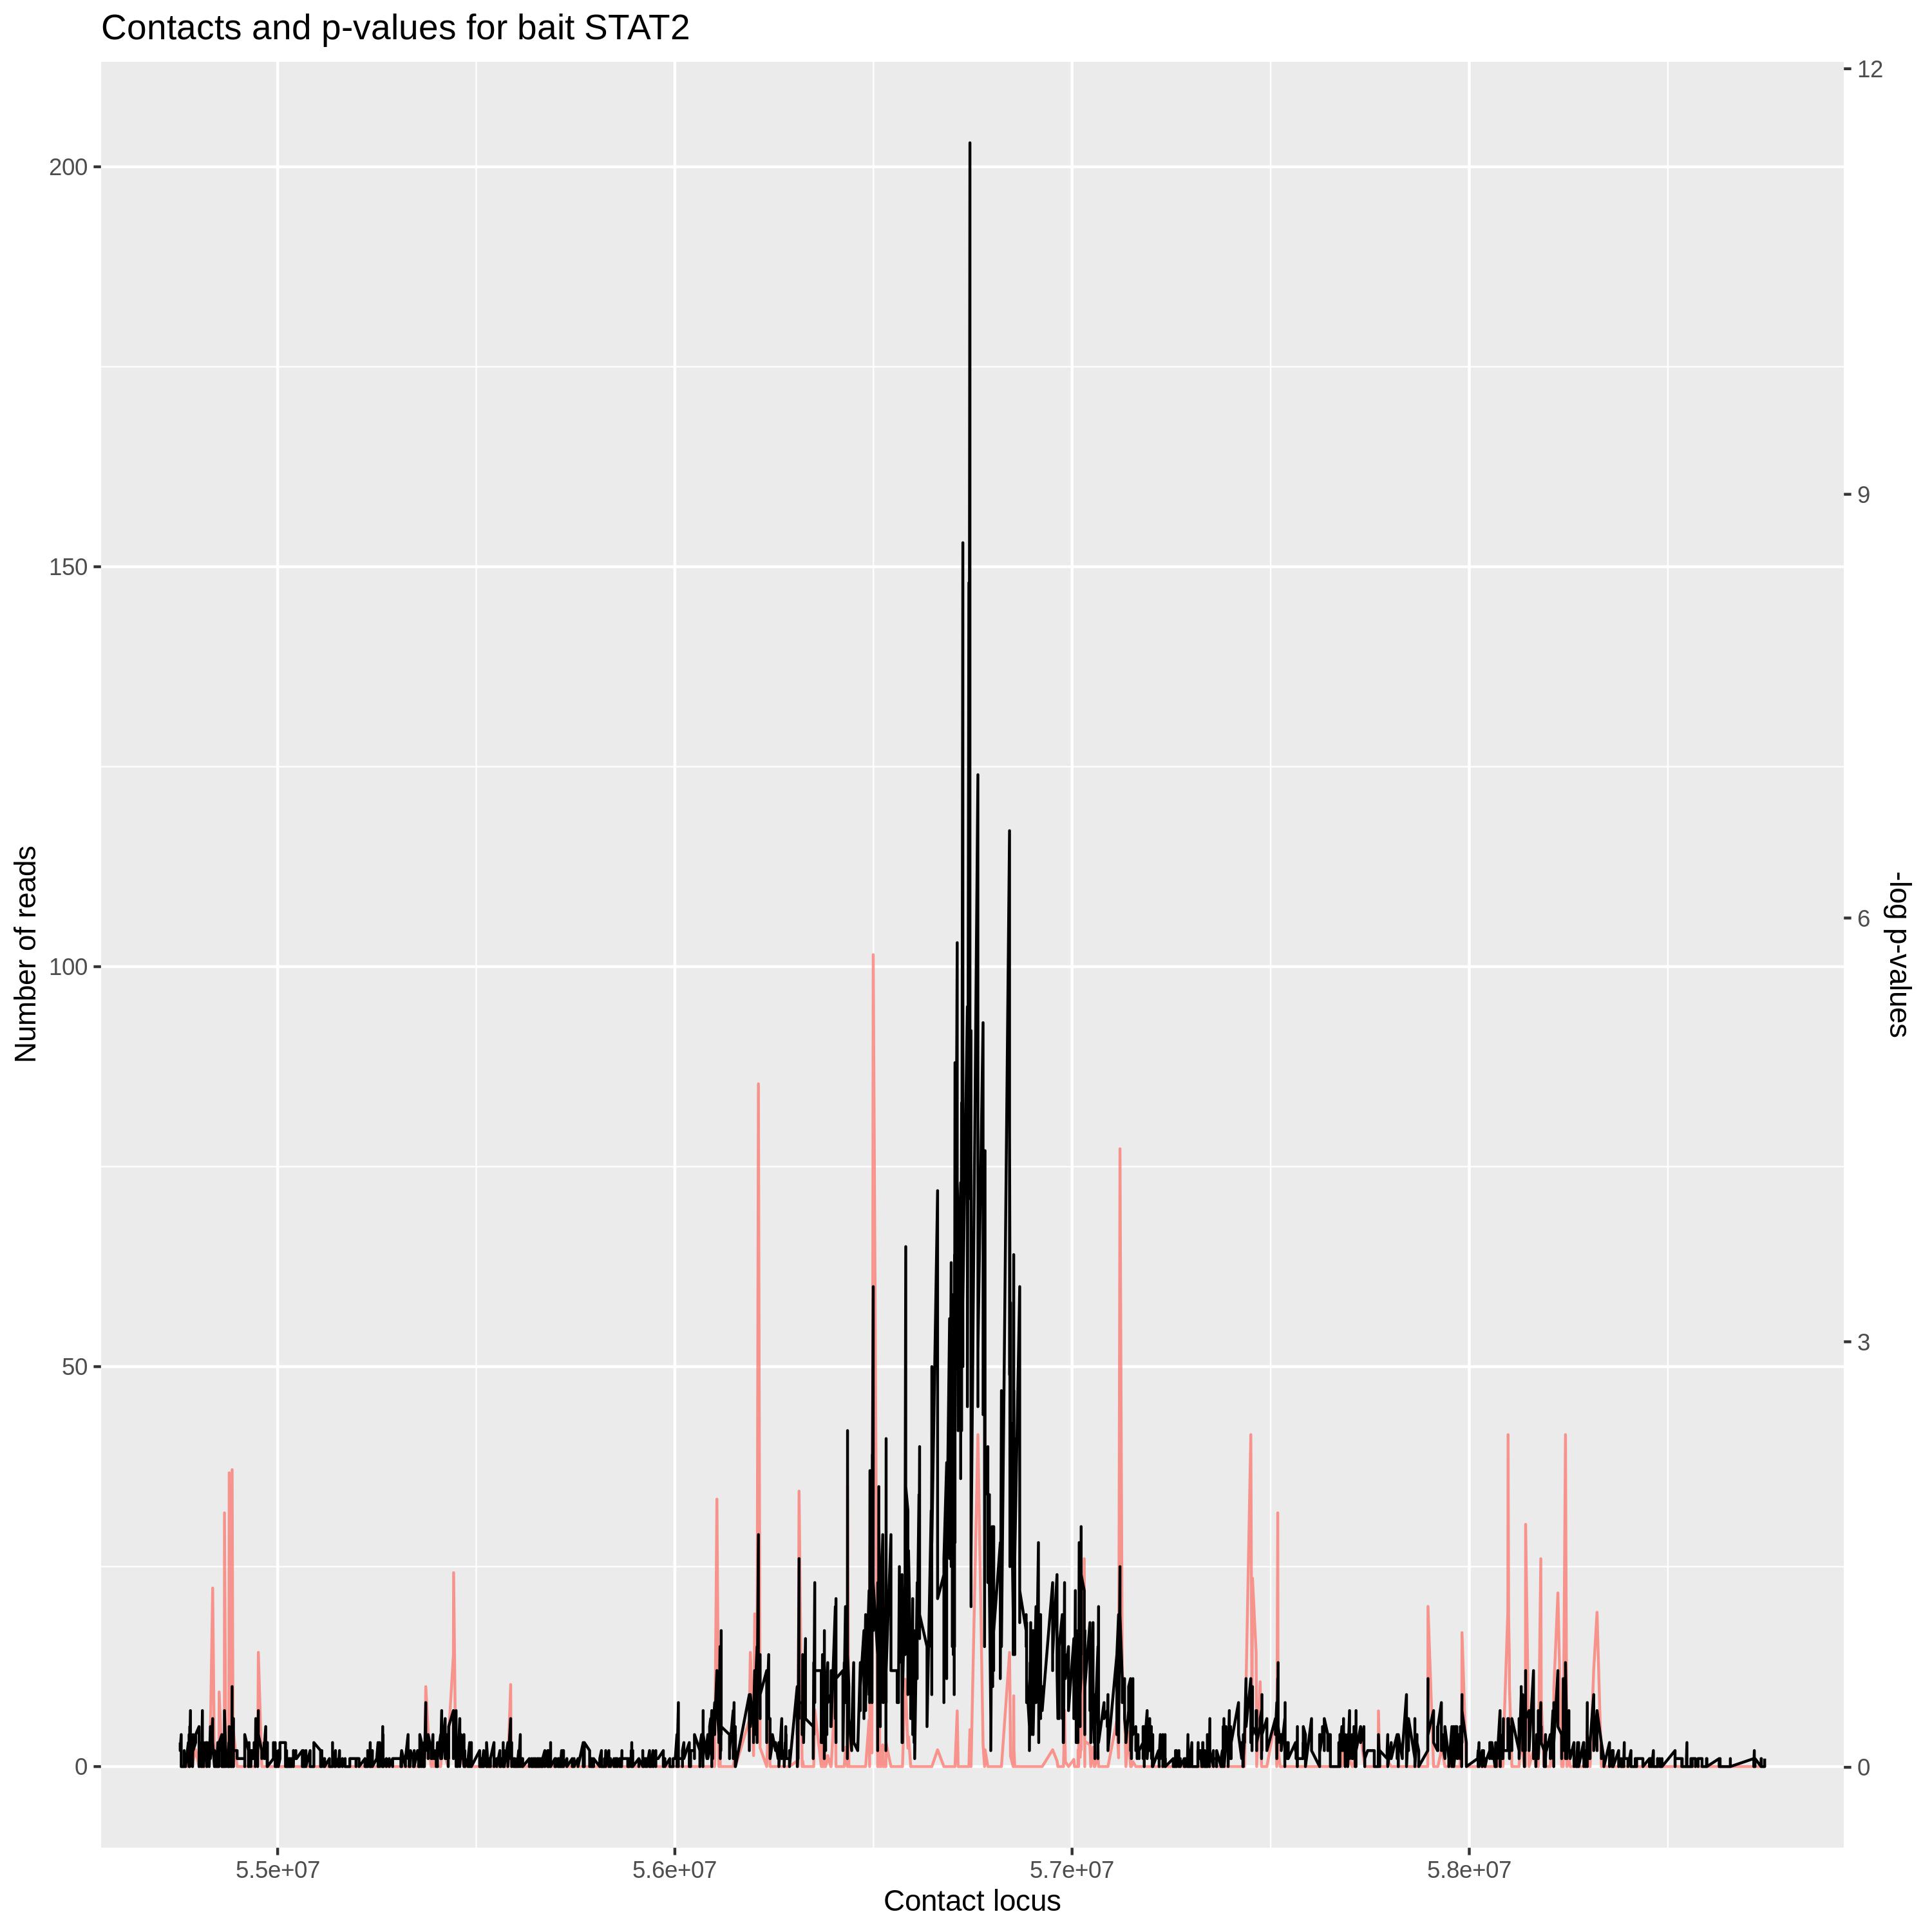 Contacts and p-values for bait STAT2
12
200
9
150
6
100
3
50
0
0
Number of reads
-log p-values
5.5e+07 5.6e+07 5.7e+07 5.8e+07
Contact locus